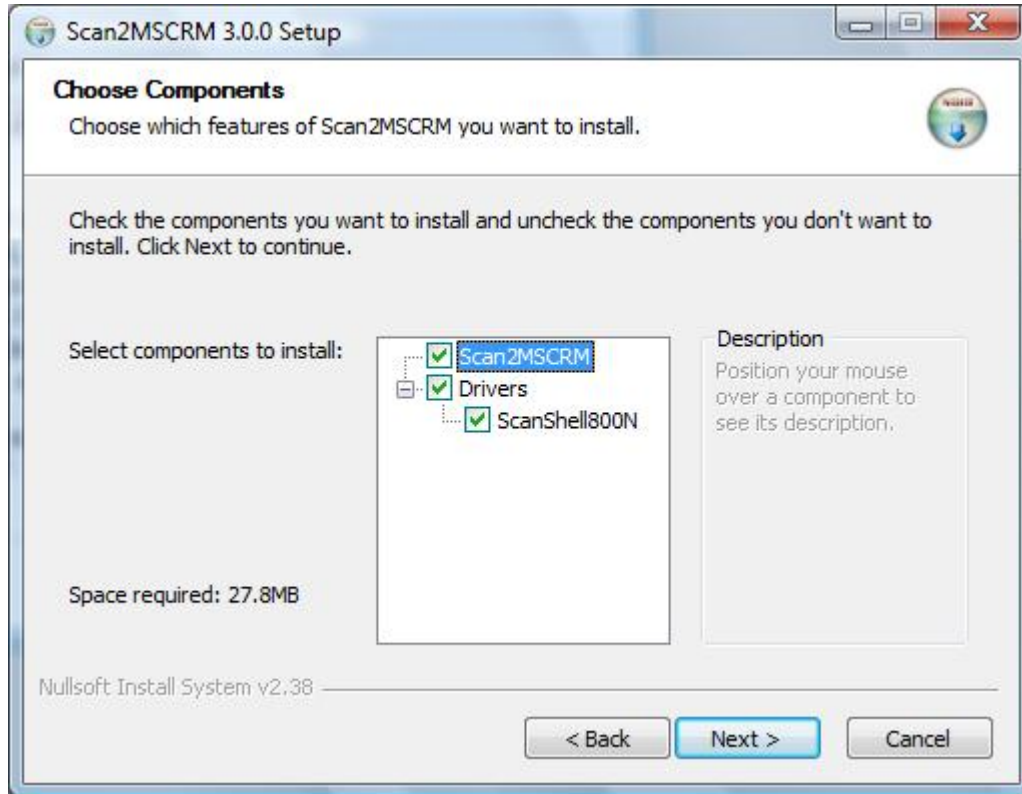 Scan2MSCRM 3.0.0 Setup
Choose Components
Choose which features of Scan2MSCRM you want to install.
Check the components you want to install and uncheck the components you don't want to
install. Click Next to continue.
Select components to install:
Scan2MSCRM
Drivers
ScanShell800N
Description
Position your mouse
over a component to
see its description.
Space required: 27.8MB
Nullsoft Install System v2.38
< Back
Next >
Cancel